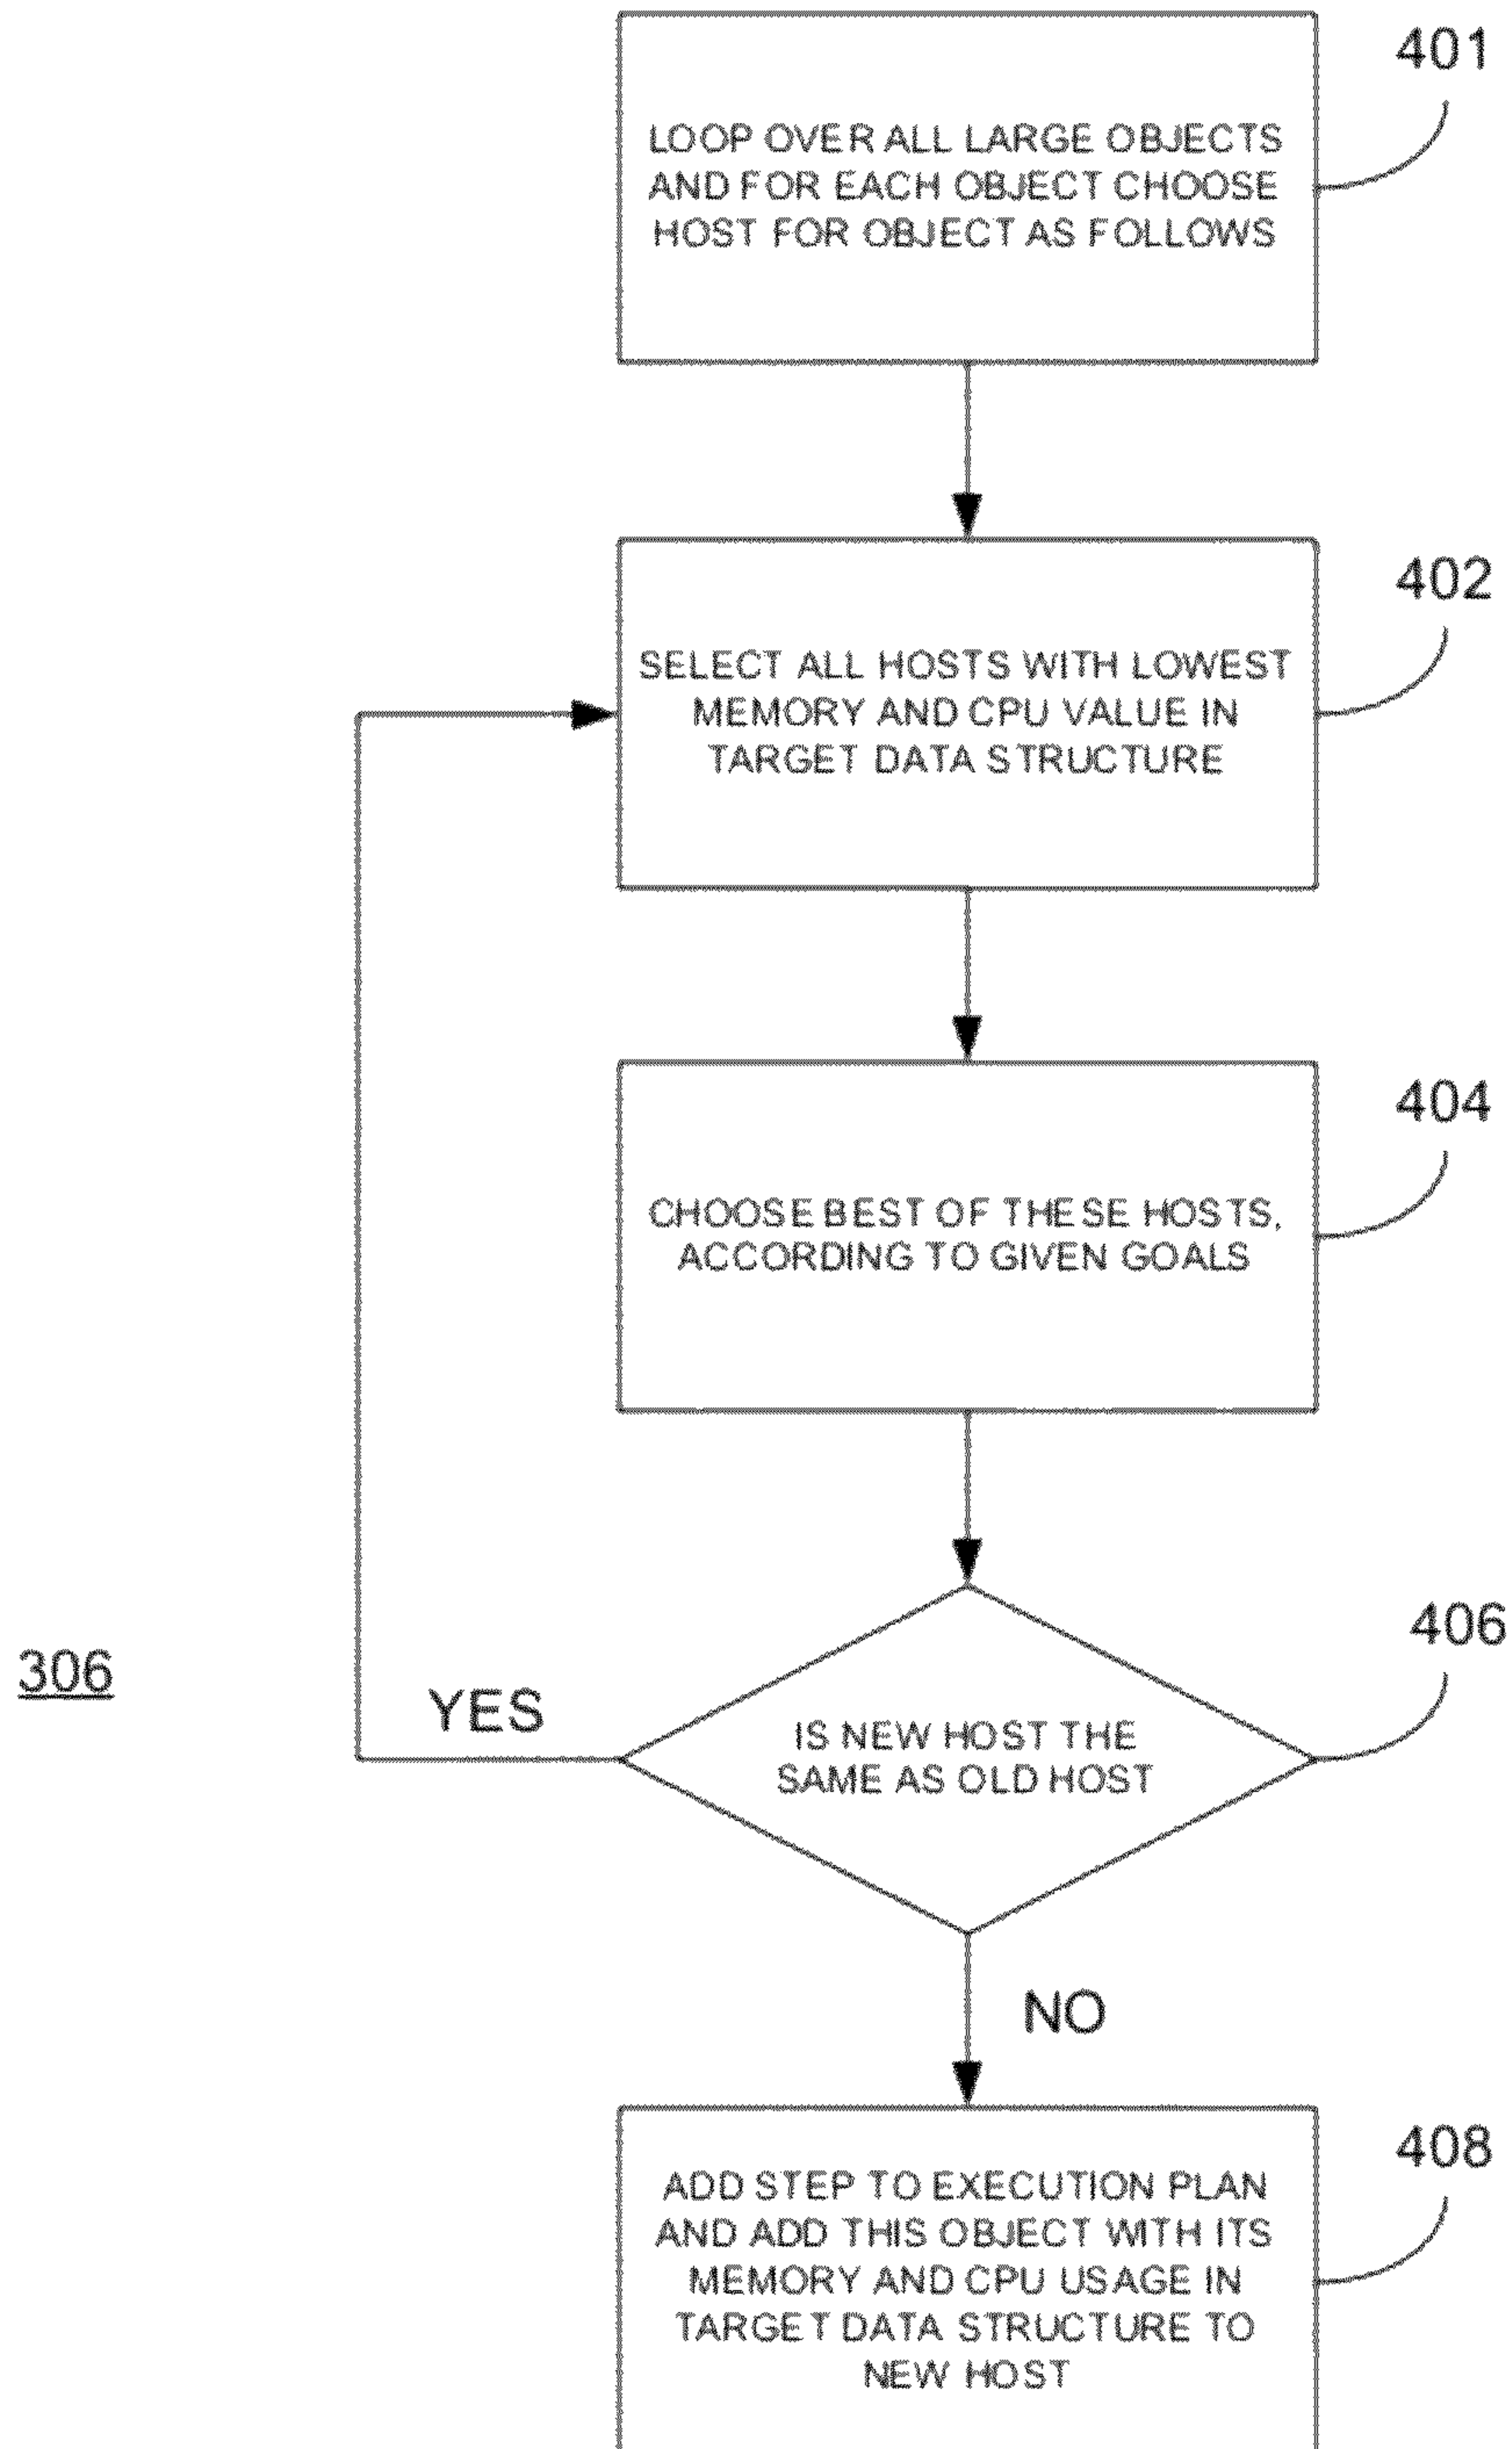 401
LOOP OVER ALL LARGE OBJECTS
AND FOR EACH OBJECT CHOOSE
HOST FOR OBJECT AS FOLLOWS
402
SELECT ALL HOSTS WITH LOWEST
MEMORY AND CPU VALUE IN
TARGET DATA STRUCTURE
404
CHOOSE BEST OF THESE HOSTS,
ACCORDING TO GIVEN GOALS
406
306
YES
IS NEW HOST THE
SAME AS OLD HOST
NO
408
ADD STEP TO EXECUTION PLAN
AND ADD THIS OBJECT WITH ITS
MEMORY AND CPU USAGE IN
TARGET DATA STRUCTURE TO
NEW HOST